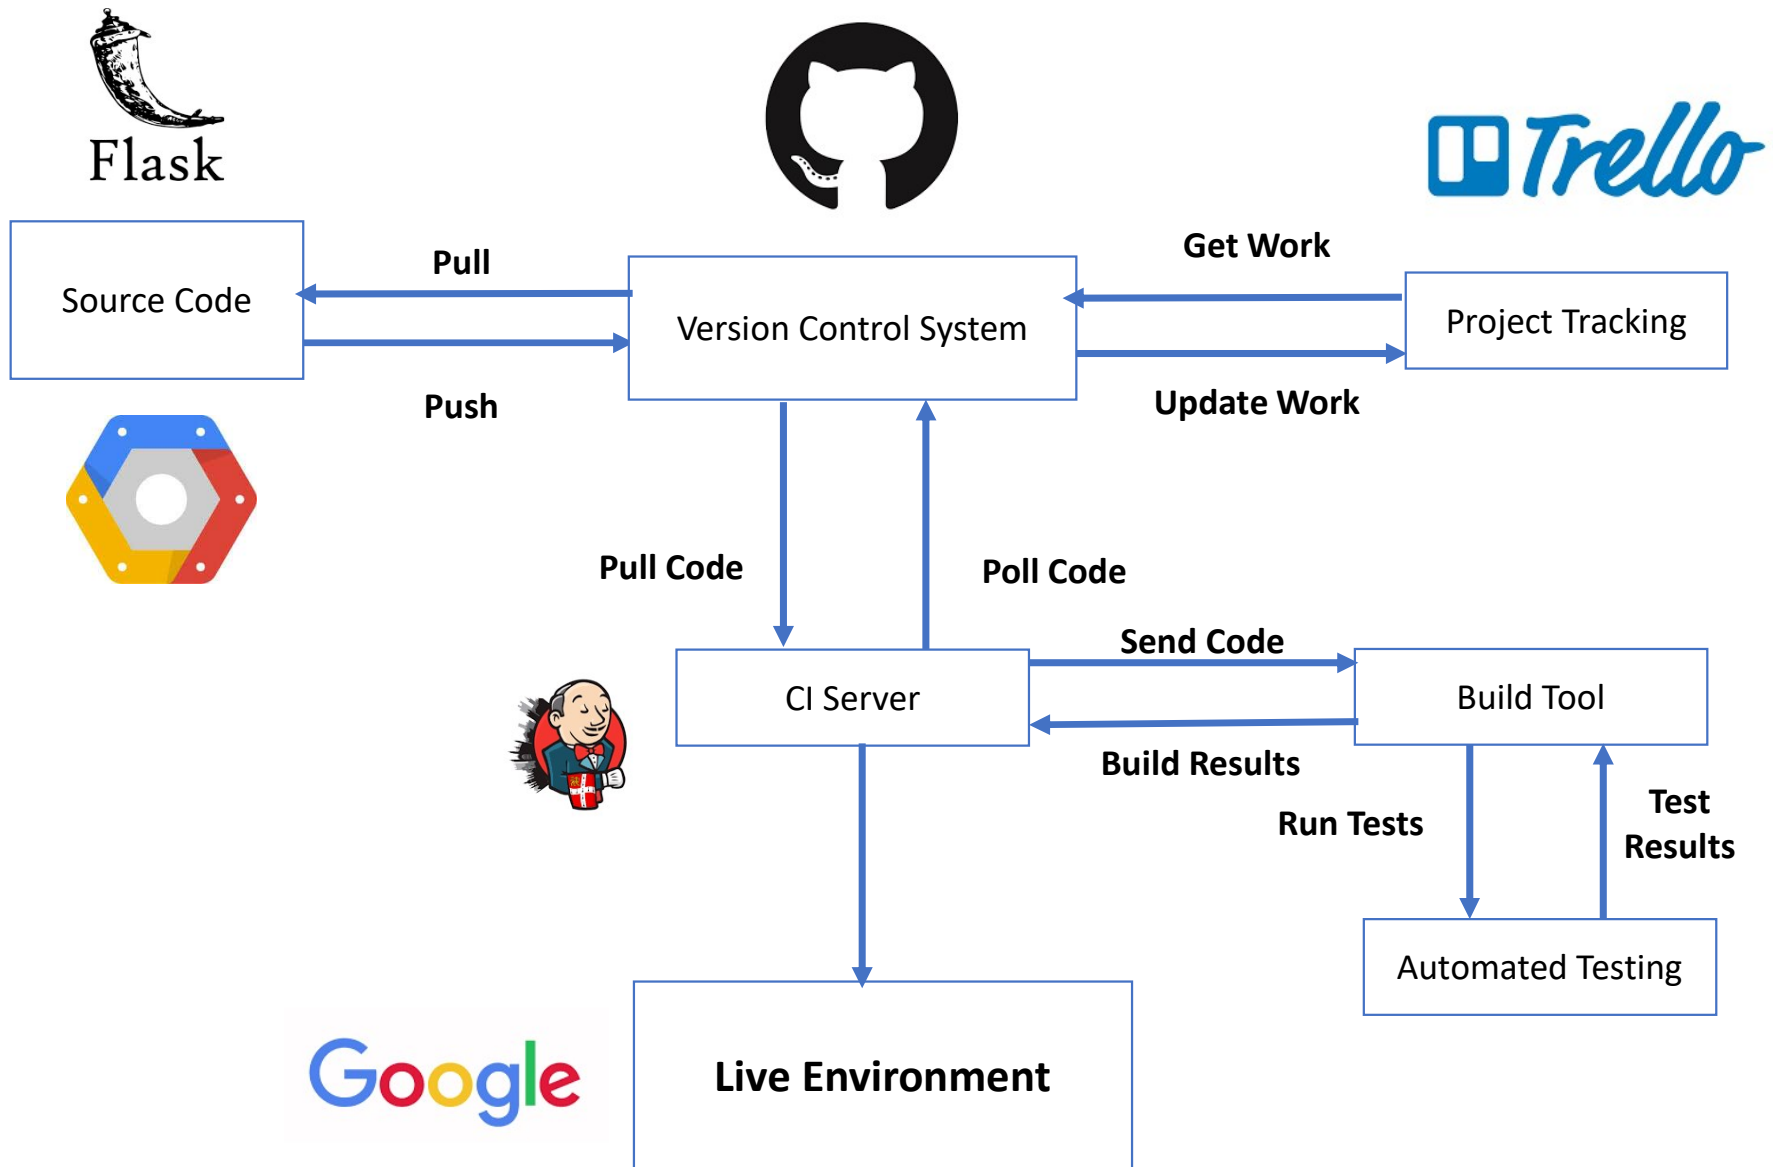 Flask
Trello
Pull
Get Work
Source Code
Version Control System
Project Tracking
Push
Update Work
Pull Code
Poll Code
Send Code
CI Server
Build Tool
Build Results
Run Tests
Test
Results
Automated Testing
Google
Live Environment